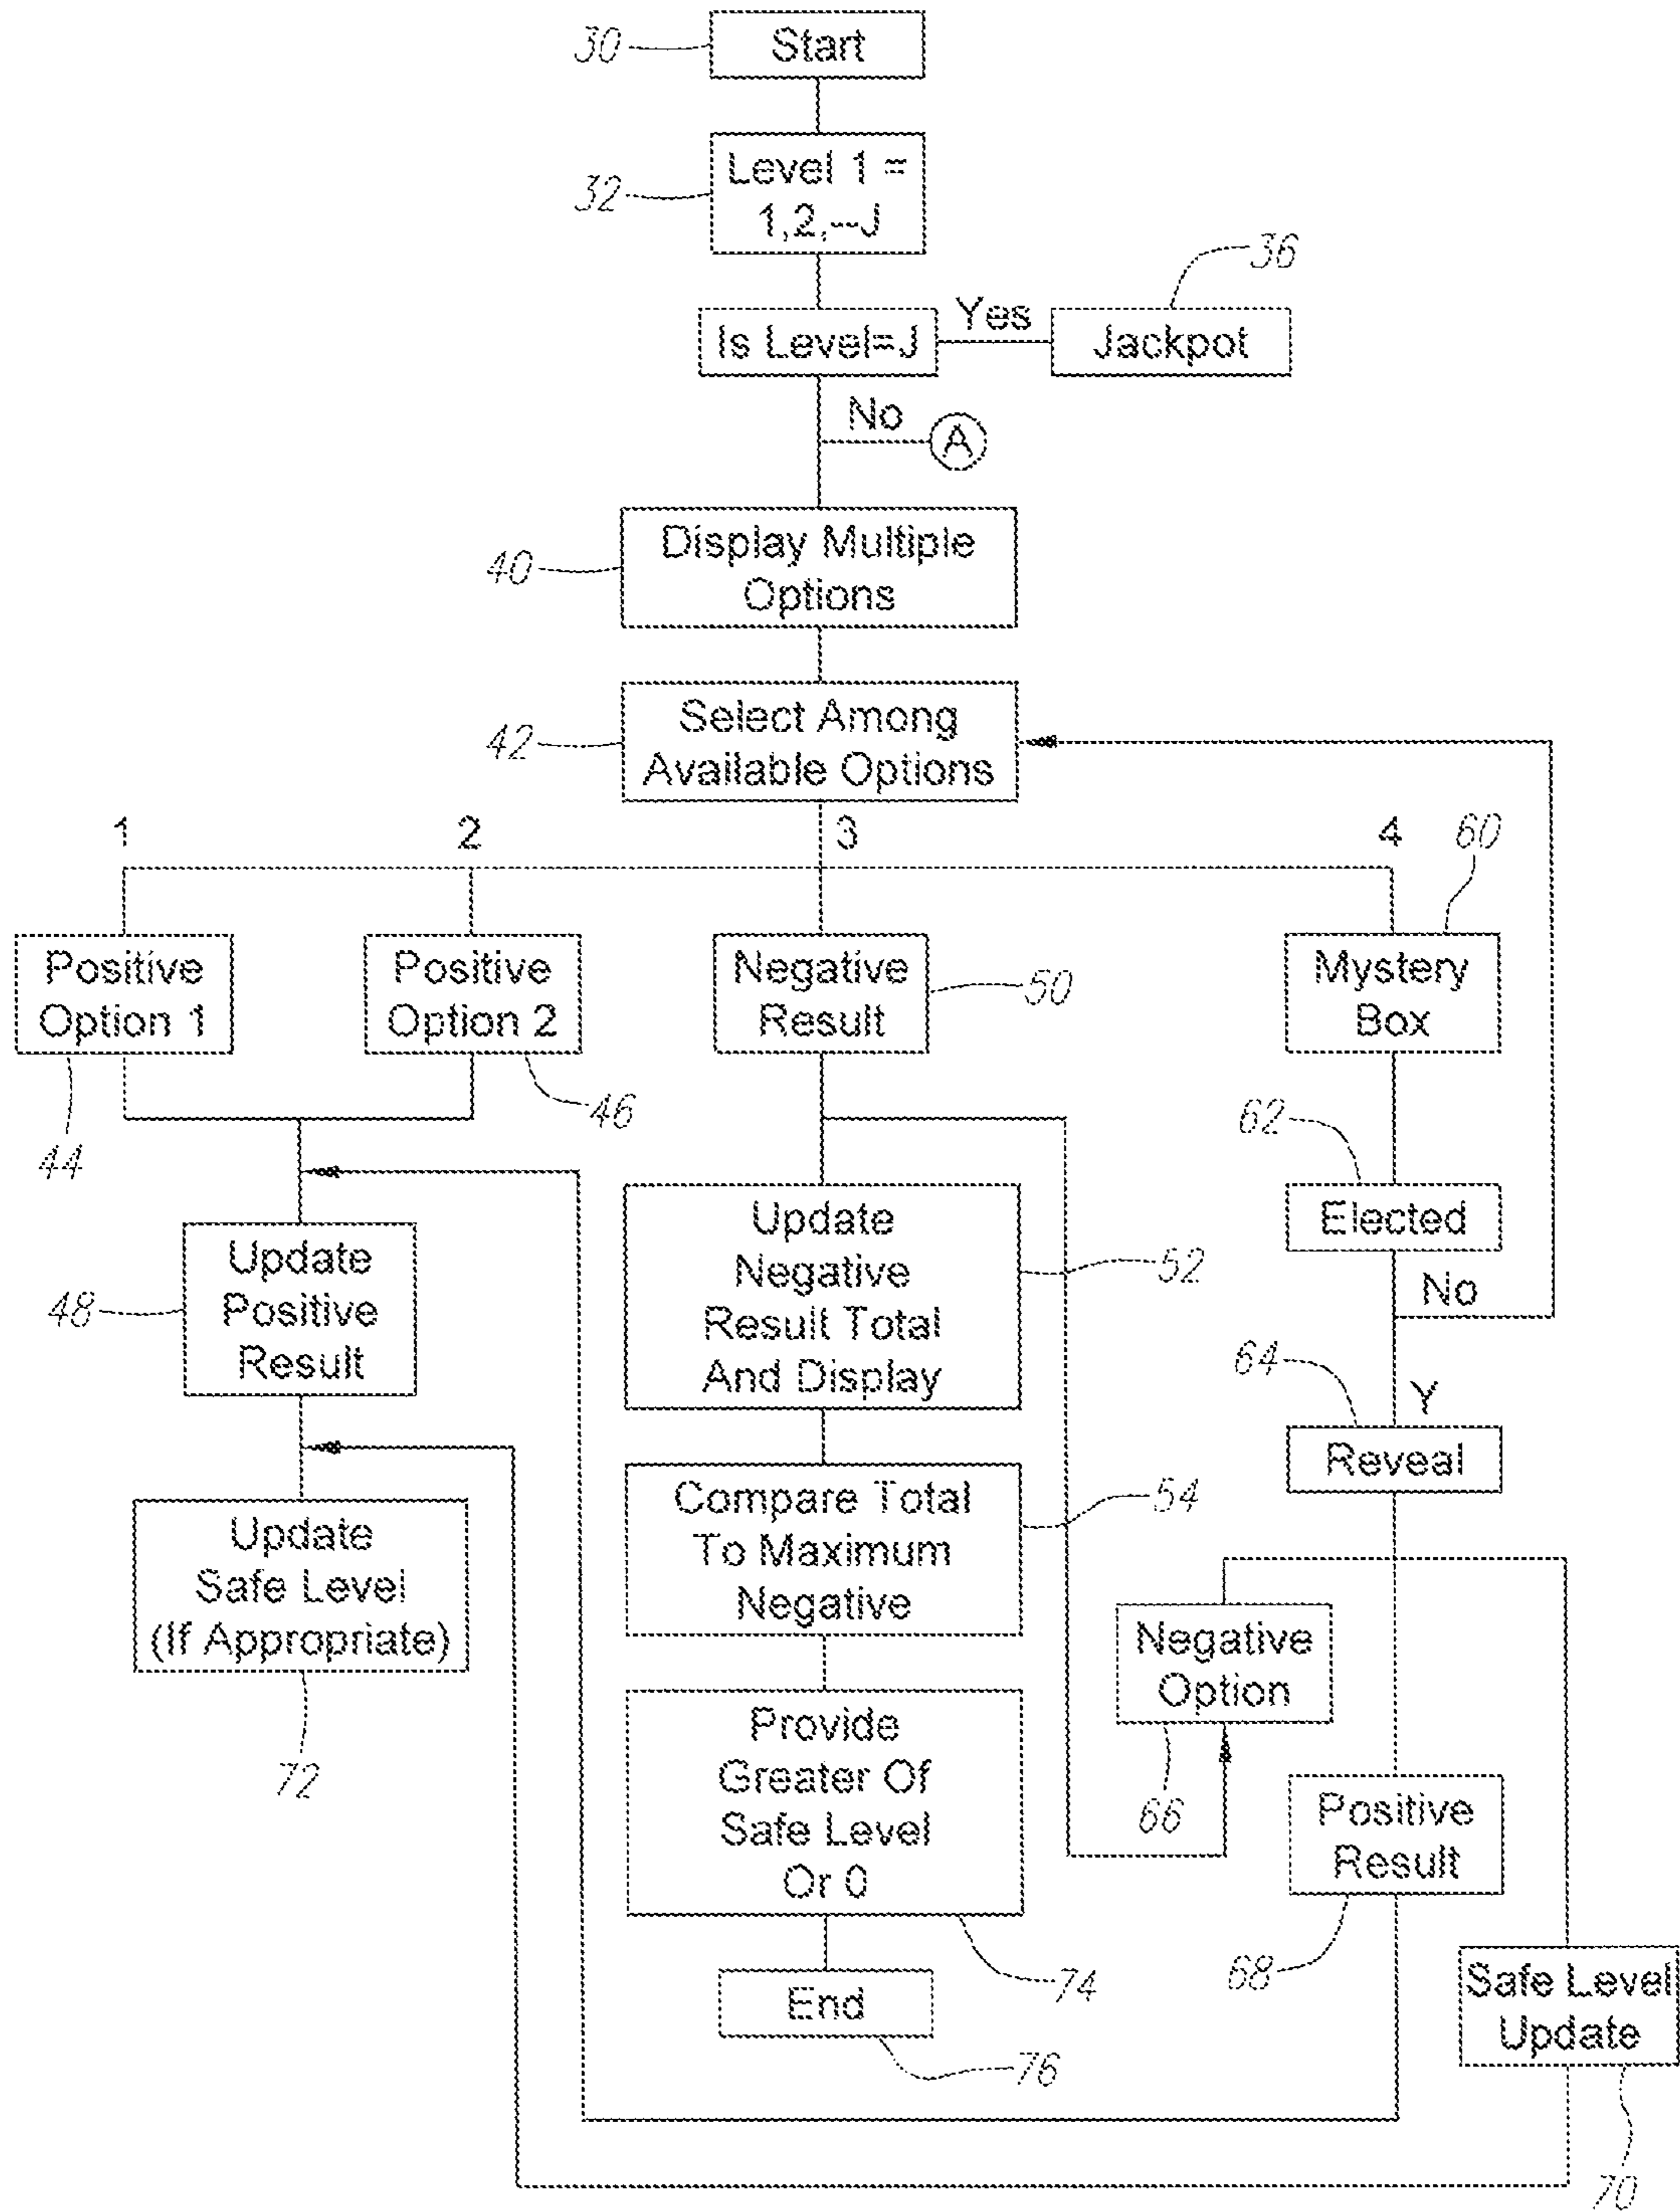 30
Start
32
Level 1 =
1,2,--J
36
Is Level=J
Yes
Jackpot
No
A
40
Display Multiple
Options
42
Select Among
Available Options
1
2
3
4
60
Positive
Option 1
44
Positive
Option 2
46
Negative
Result
50
Mystery
Box
62
Elected
No
48
Update
Positive
Result
Update
Negative
Result Total
And Display
52
64
Y
Reveal
Update
Safe Level
(If Appropriate)
72
Compare Total
To Maximum
Negative
54
Negative
Option
66
Provide
Greater Of
Safe Level
Or 0
74
Positive
Result
68
End
76
Safe Level
Update
70